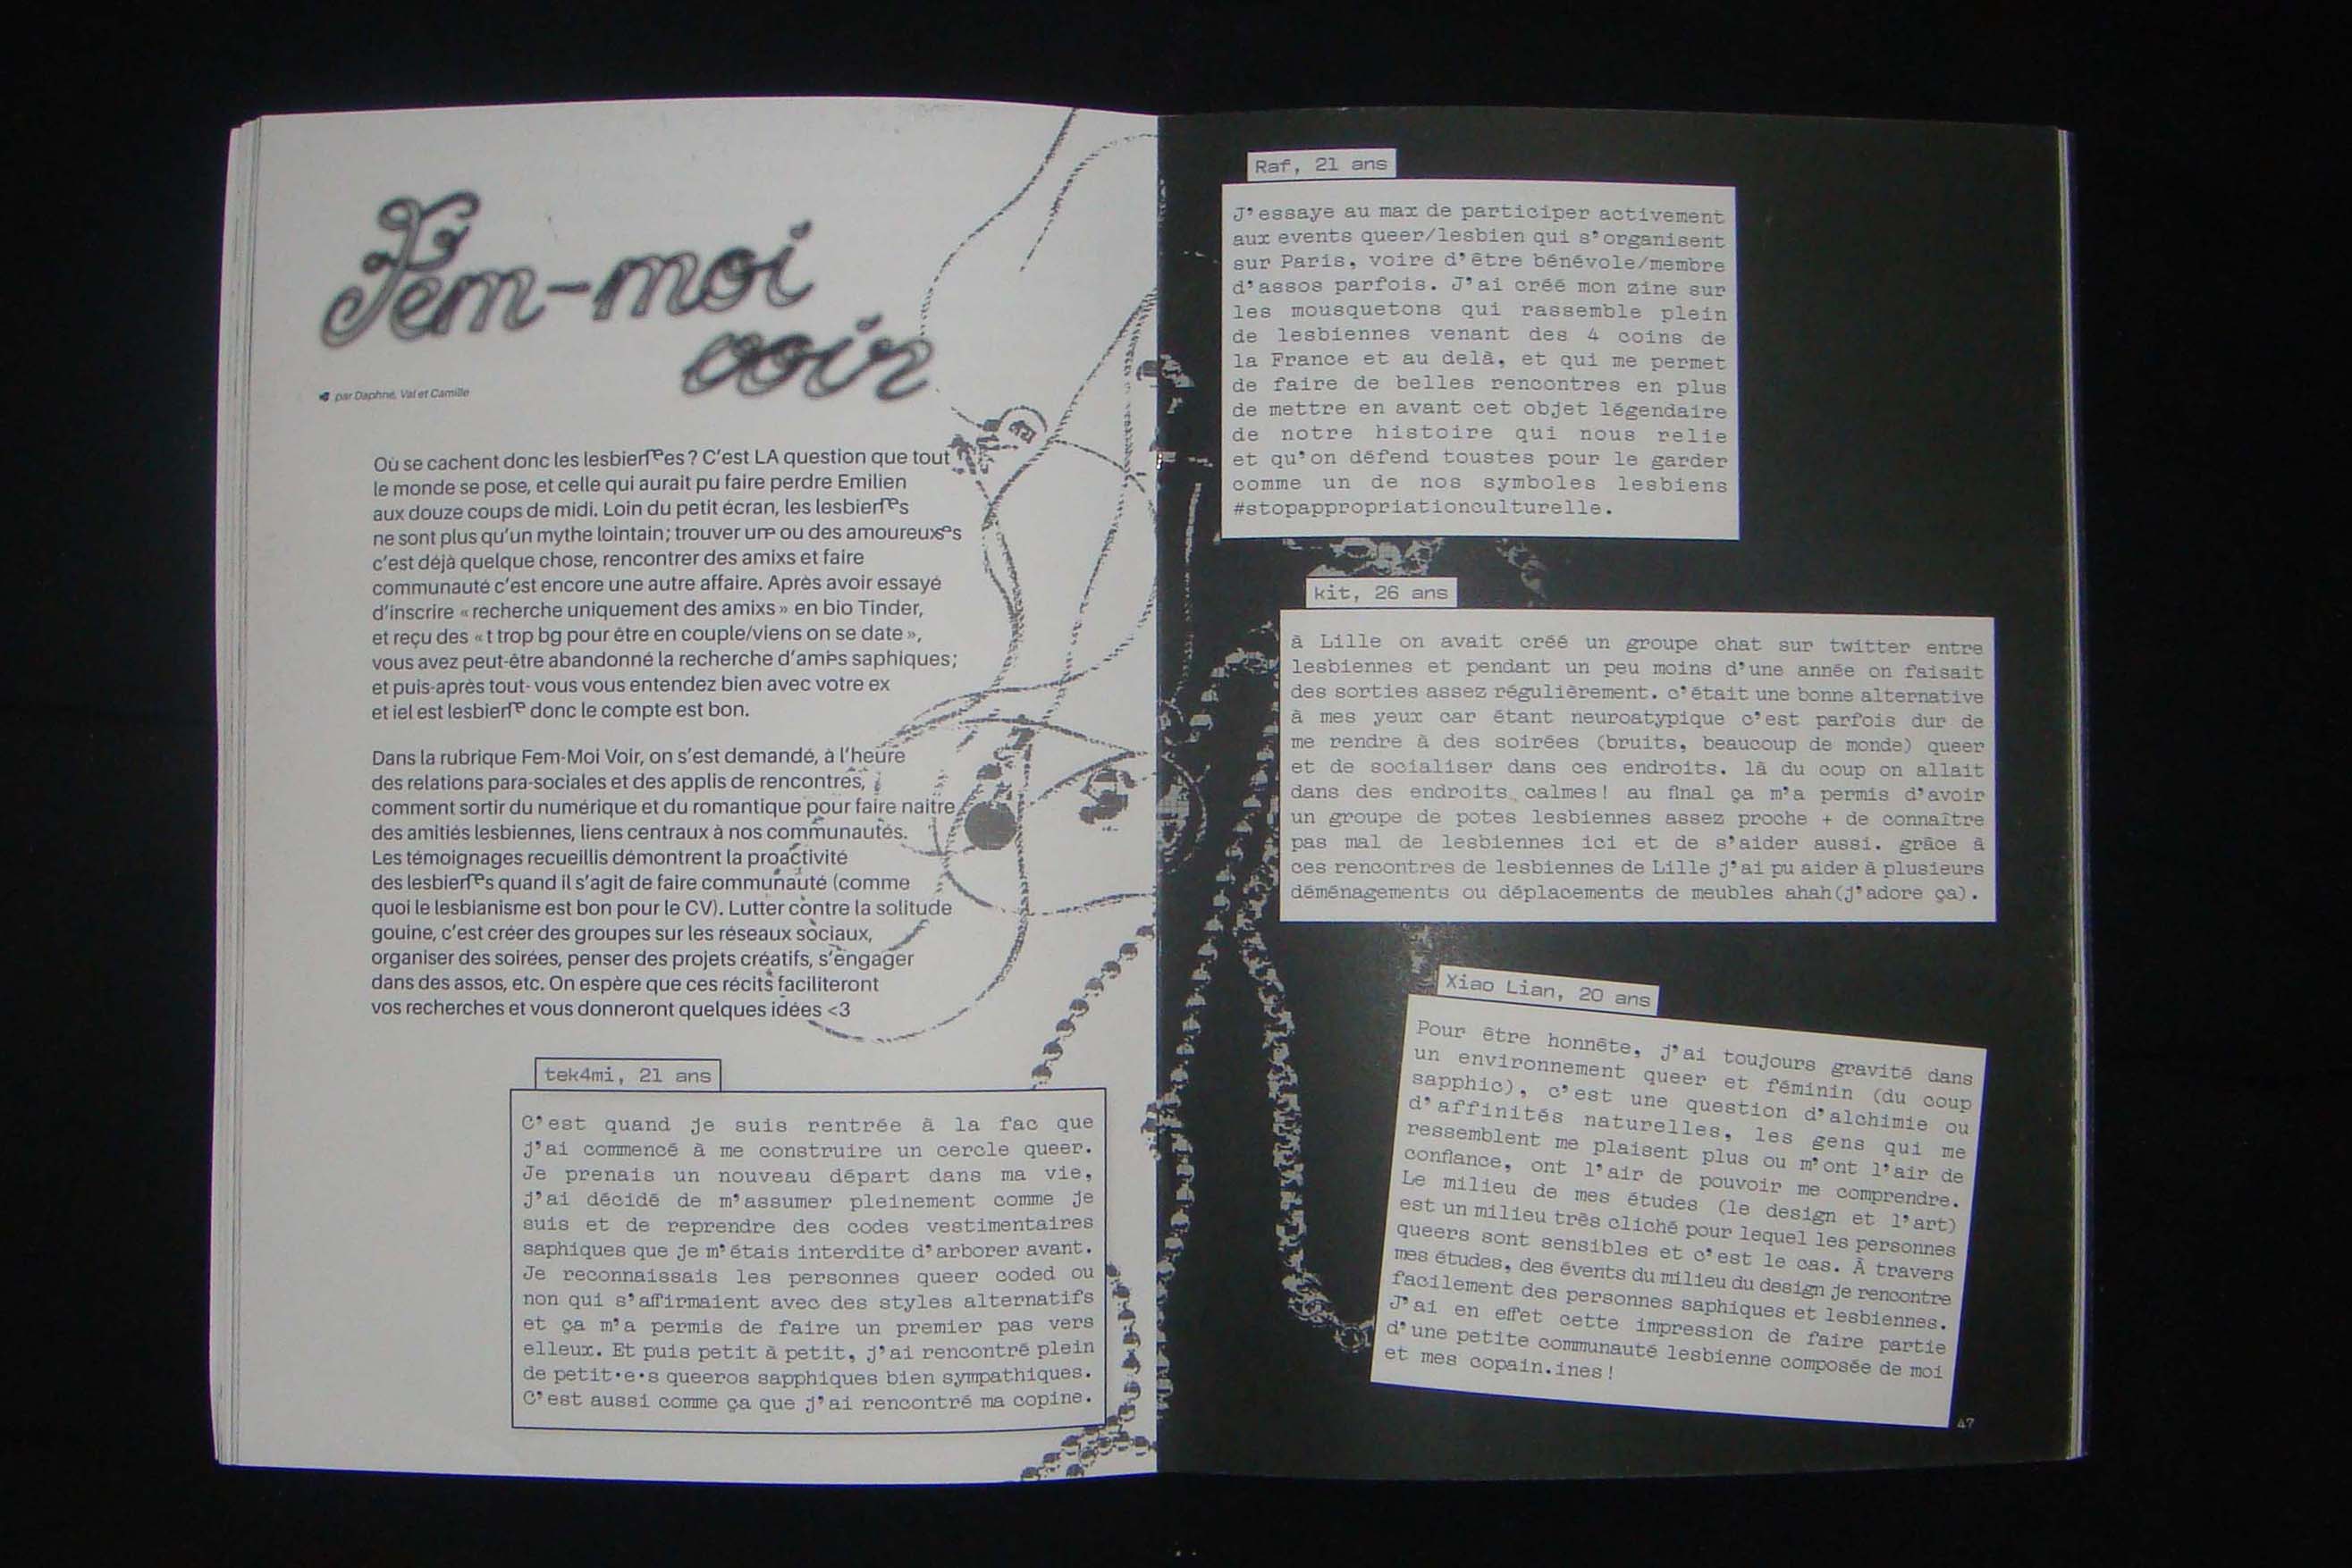 Fem-moi
voir
par Daphné, Val et Camille
Où se cachent donc les lesbiennes ? C'est LA question que tout
le monde se pose, et celle qui aurait pu faire perdre Emilien
aux douze coups de midi. Loin du petit écran, les
ne sont plus qu'un mythe lointain ; trouver ou des amoureuxses
c'est déjà quelque chose, rencontrer des amixs et faire
communauté c'est encore une autre affaire. Après avoir essayé
d'inscrire « recherche uniquement des amixs » en bio Tinder,
et reçu des « t trop bg pour être en couple/viens on se date »,
vous avez peut-être abandonné la recherche d'amies saphiques ;
et puis-après tout- vous vous entendez bien avec votre ex
et iel est donc le compte est bon.
Dans la rubrique Fem-Moi Voir, on s'est demandé, à l'heure
des relations para-sociales et des applis de rencontres,
comment sortir du numérique et du romantique pour faire naitre
des amitiés lesbiennes, liens centraux à nos communautés.
Les témoignages recueillis démontrent la proactivité
des quand il s'agit de faire communauté (comme
quoi le lesbianisme est bon pour le CV). Lutter contre la solitude
gouine, c'est créer des groupes sur les réseaux sociaux,
organiser des soirées, penser des projets créatifs, s'engager
dans des assos, etc. On espère que ces récits faciliteront
vos recherches et vous donneront quelques idées <3
tek4mi, 21 ans
C'est quand je suis rentrée à la fac que
j'ai commencé à me construire un cercle queer.
Je prenais un nouveau départ dans ma vie,
j'ai décidé de m'assumer pleinement comme je
suis et de reprendre des codes vestimentaires
saphiques que je m'étais interdite d'arborer avant.
Je reconnaissais les personnes queer coded ou
non qui s'affirmaient avec des styles alternatifs
et ça m'a permis de faire un premier pas vers
elleux. Et puis petit à petit, j'ai rencontré plein
de petit·e·s queeros sapphiques bien sympathiques.
C'est aussi comme ça que j'ai rencontré ma copine.
Raf, 21 ans
J'essaye au max de participer activement
aux events queer/lesbien qui s'organisent
sur Paris, voire d'être bénévole/membre
d'assos parfois. J'ai créé mon zine sur
les mousquetons qui rassemble plein
de lesbiennes venant des 4 coins de
la France et au delà, et qui me permet
de faire de belles rencontres en plus
de mettre en avant cet objet légendaire
de notre histoire qui nous relie
et qu'on défend toustes pour le garder
comme un de nos symboles lesbiens
#stopappropriationculturelle.
kit, 26 ans
à Lille on avait créé un groupe chat sur twitter entre
lesbiennes et pendant un peu moins d'une année on faisait
des sorties assez régulièrement. c'était une bonne alternative
à mes yeux car étant neuroatypique c'est parfois dur de
me rendre à des soirées (bruits, beaucoup de monde) queer
et de socialiser dans ces endroits. là du coup on allait
dans des endroits calmes! au final ça m'a permis d'avoir
un groupe de potes lesbiennes assez proche + de connaître
pas mal de lesbiennes ici et de s'aider aussi. grâce à
ces rencontres de lesbiennes de Lille j'ai pu aider à plusieurs
déménagements ou déplacements de meubles ahah(j'adore ça).
Xiao Lian, 20 ans
Pour être honnête, j'ai toujours gravité dans
un environnement queer et féminin (du coup
sapphic), c'est une question d'alchimie ou
d'affinités naturelles, les gens qui me
ressemblent me plaisent plus ou m'ont l'air de
confiance, ont l'air de pouvoir me comprendre.
Le milieu de mes études (le design et l'art)
est un milieu très cliché pour lequel les personnes
queers sont sensibles et c'est le cas. À travers
mes études, des évents du milieu du design je rencontre
facilement des personnes saphiques et lesbiennes.
J'ai en effet cette impression de faire partie
d'une petite communauté lesbienne composée de moi
et mes copain.ines!
47